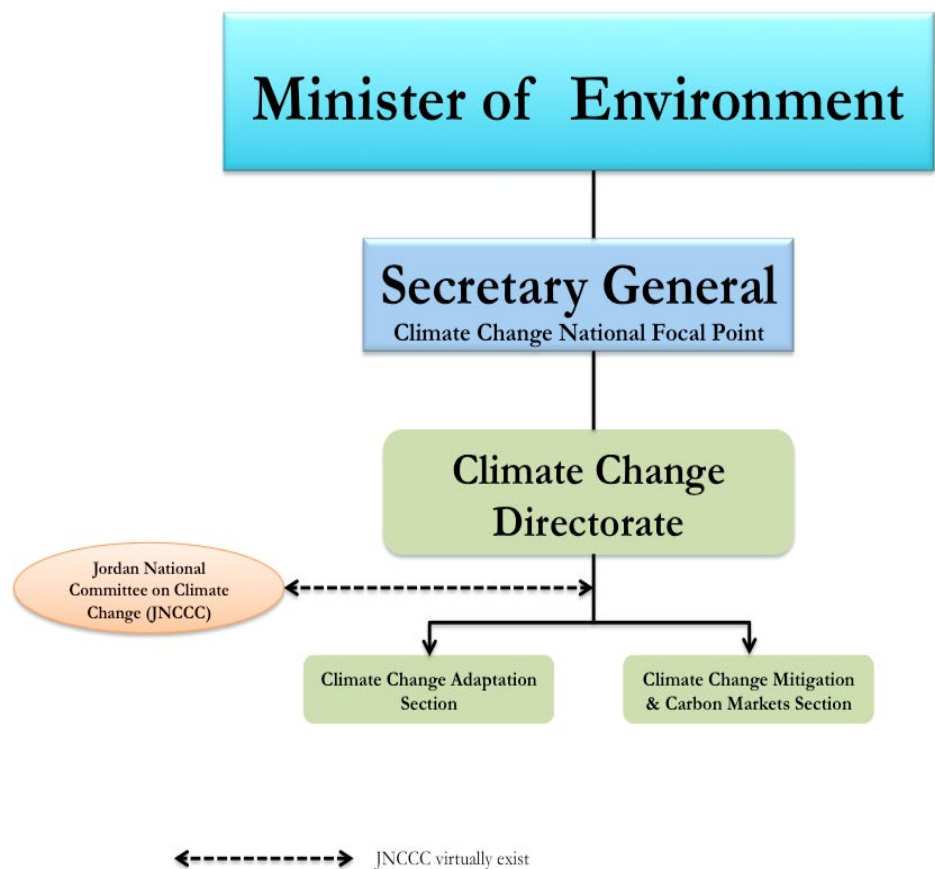 Minister of Environment
Secretary General
Climate Change National Focal Point
Climate Change
Directorate
Jordan National
Committee on Climate
Change (JNCCC)
Climate Change Adaptation
Section
Climate Change Mitigation
& Carbon Markets Section
JNCCC virtually exist